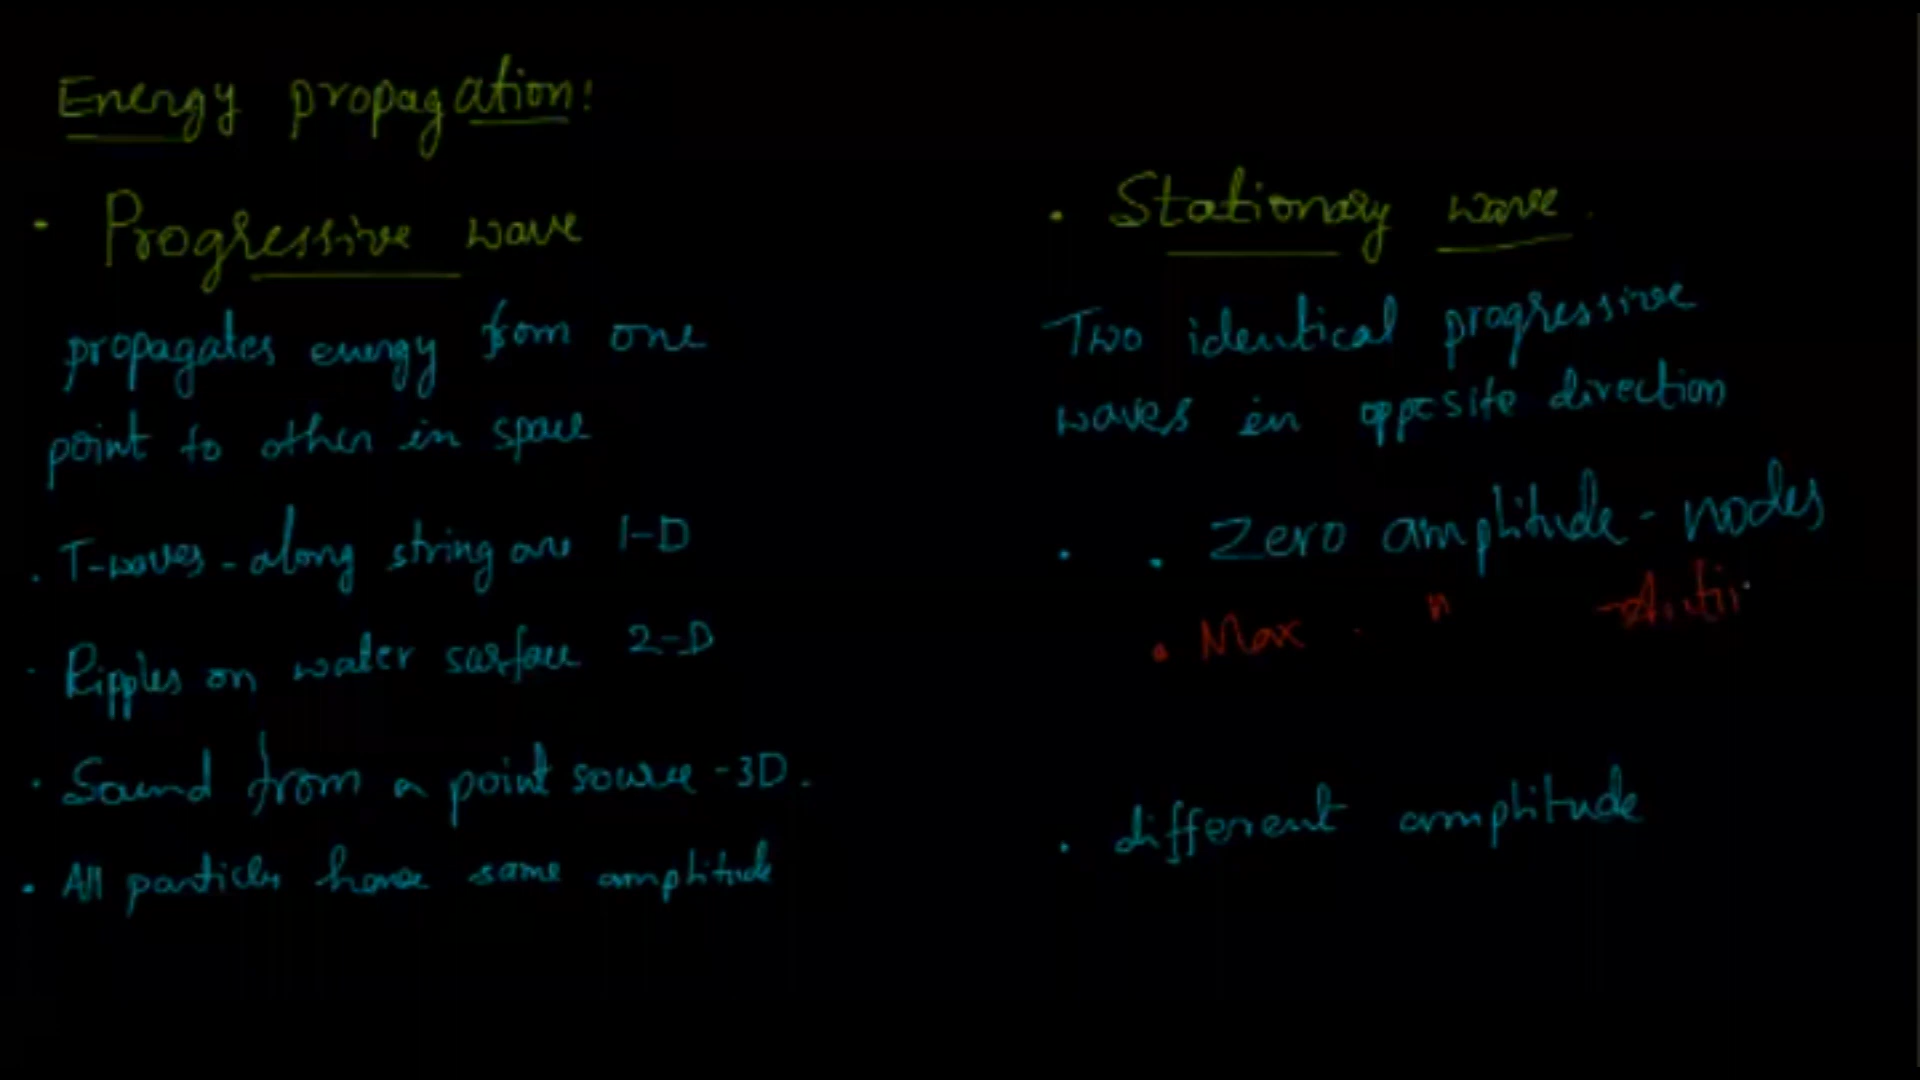 Energy propagation:
• Progressive wave
propagates energy from one
point to other in space
• T-waves - along string are 1-D
• Ripples on water surface 2-D
• Sound from a point source - 3D.
• All particles have same amplitude
• Stationary wave.
Two identical progressive
waves in opposite direction
• • Zero amplitude - nodes
• Max. " - Anti
• different amplitude